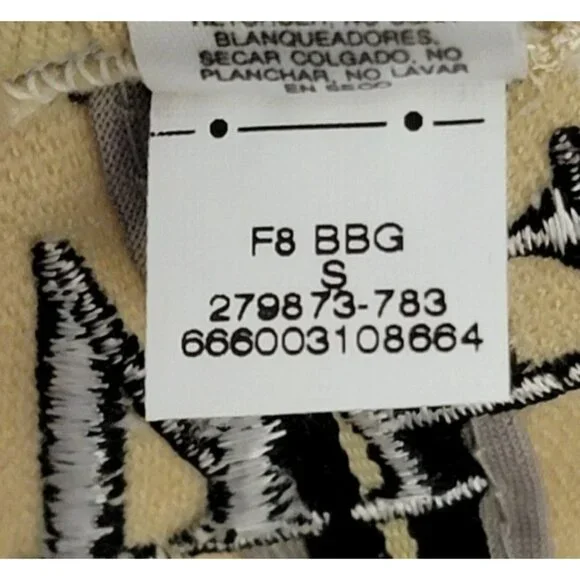 BLANQUEADORES.
SECAR COLGADO. NO
PLANCHAR, NO LAVAR
EN SECO
F8 BBG
S
279873-783
666003108664